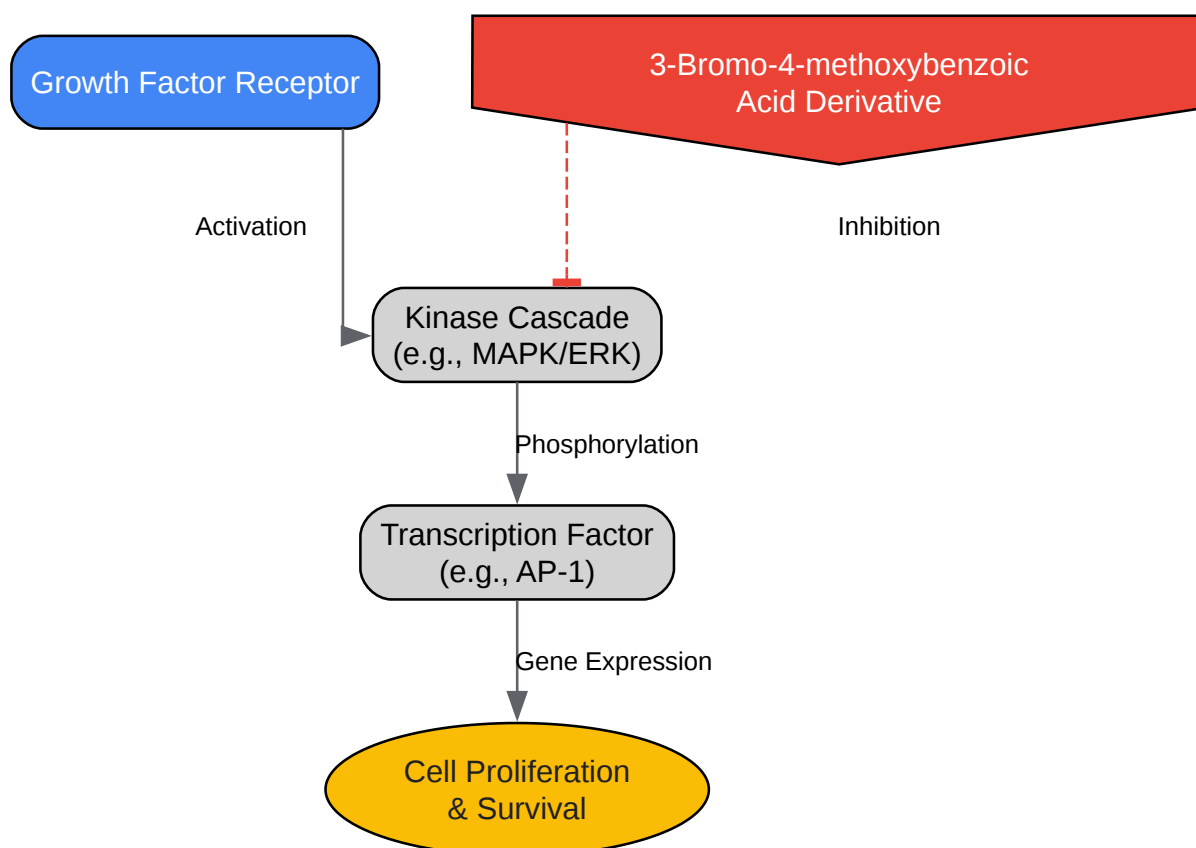 Growth Factor Receptor
3-Bromo-4-methoxybenzoic
Acid Derivative
Activation
Inhibition
Kinase Cascade
(e.g., MAPK/ERK)
Phosphorylation
Transcription Factor
(e.g., AP-1)
Gene Expression
Cell Proliferation
& Survival